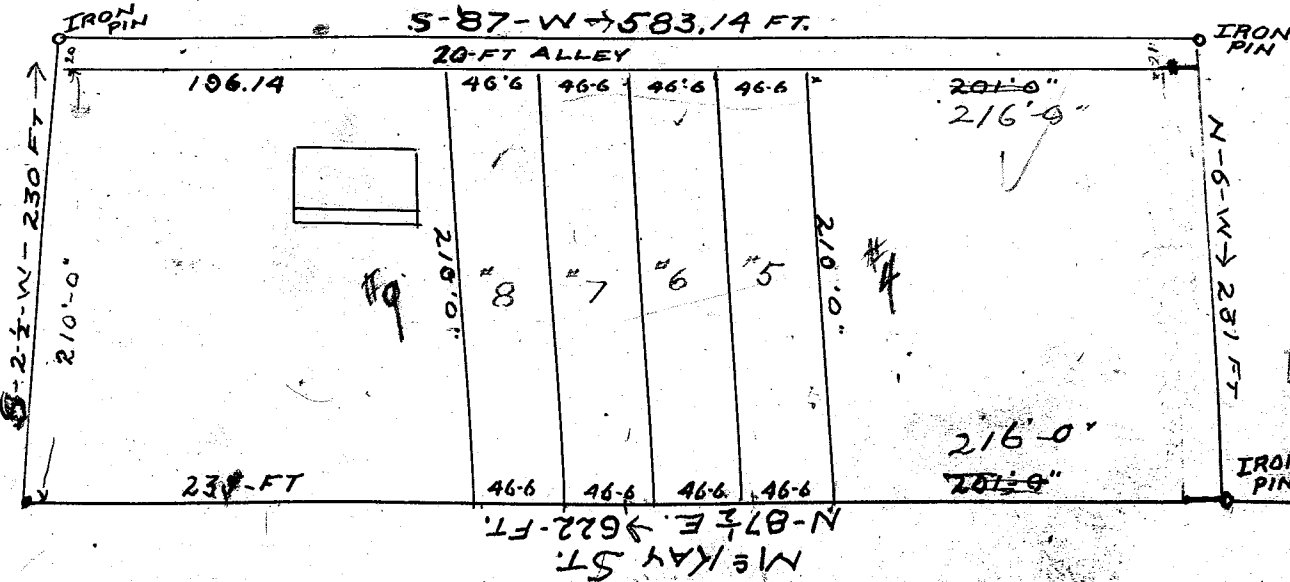 IRON PIN
S-87-W → 583.14 FT.
IRON PIN
20-FT ALLEY
20
196.14
46'6
46-6
46'6
46-6
201'0"
216'-0"
S-2-½-W-230 FT →
210'-0"
N-6-W → 231 FT
#9
210'0"
#8
#7
#6
#5
210'0"
#4
216'-0"
201'-0"
IRON PIN
46-6
46-6
46-6
46-6
N-87½ E. → 622-FT.
McKAY ST.